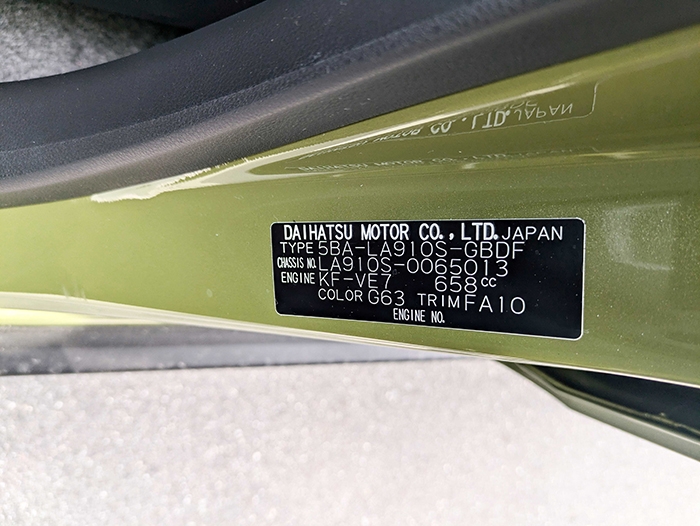 DAIHATSU MOTOR CO., LTD. JAPAN
TYPE 5BA-LA910S-GBDF
CHASSIS NO. LA910S-0065013
ENGINE KF-VE7 658cc
COLOR G63 TRIM FA10
ENGINE NO.